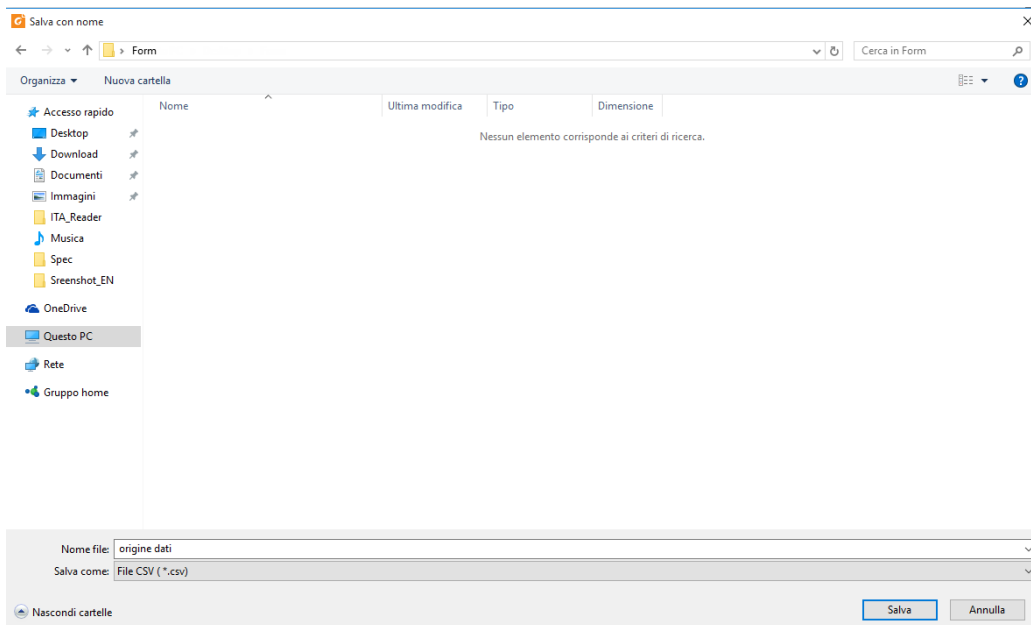 Salva con nome
Form
Cerca in Form
Organizza
Nuova cartella
Nome
Ultima modifica
Tipo
Dimensione
Nessun elemento corrisponde ai criteri di ricerca.
Accesso rapido
Desktop
Download
Documenti
Immagini
ITA_Reader
Musica
Spec
Sreenshot_EN
OneDrive
Questo PC
Rete
Gruppo home
Nome file: origine dati
Salva come: File CSV ( *.csv)
Nascondi cartelle
Salva
Annulla